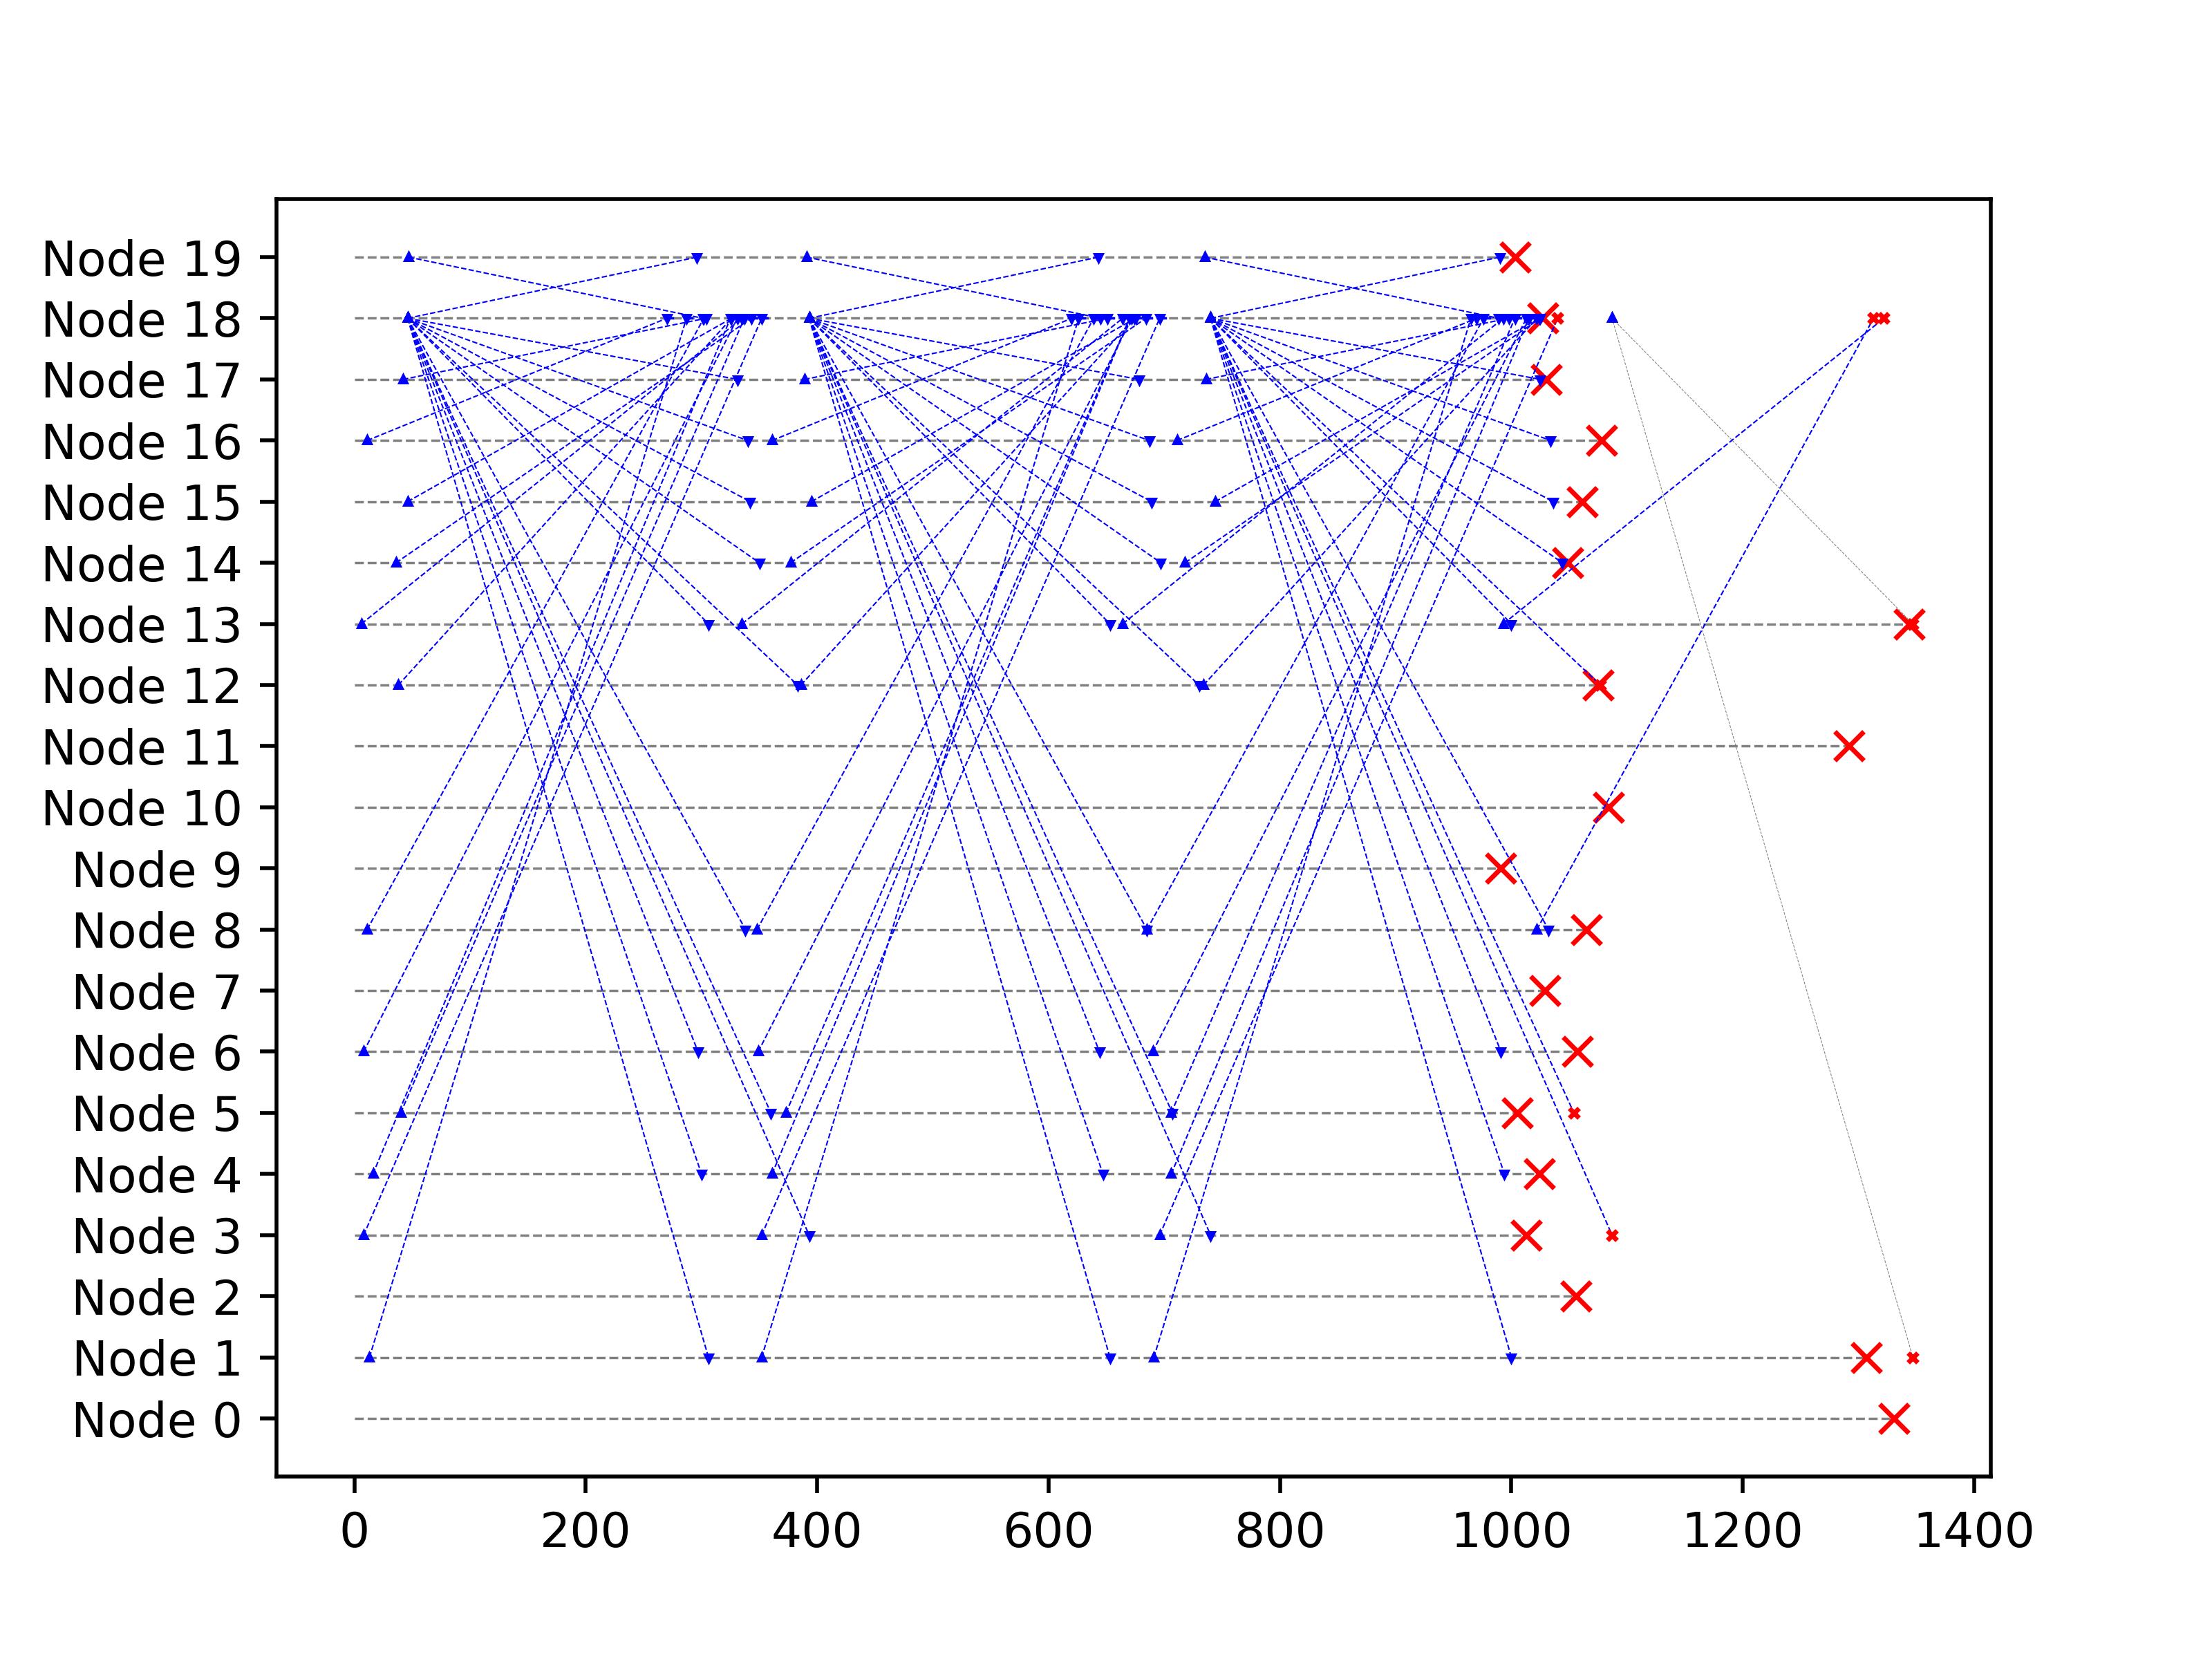 Node 19
Node 18
Node 17
Node 16
Node 15
Node 14
Node 13
Node 12
Node 11
Node 10
Node 9
Node 8
Node 7
Node 6
Node 5
Node 4
Node 3
Node 2
Node 1
Node 0
0 200 400 600 800 1000 1200 1400